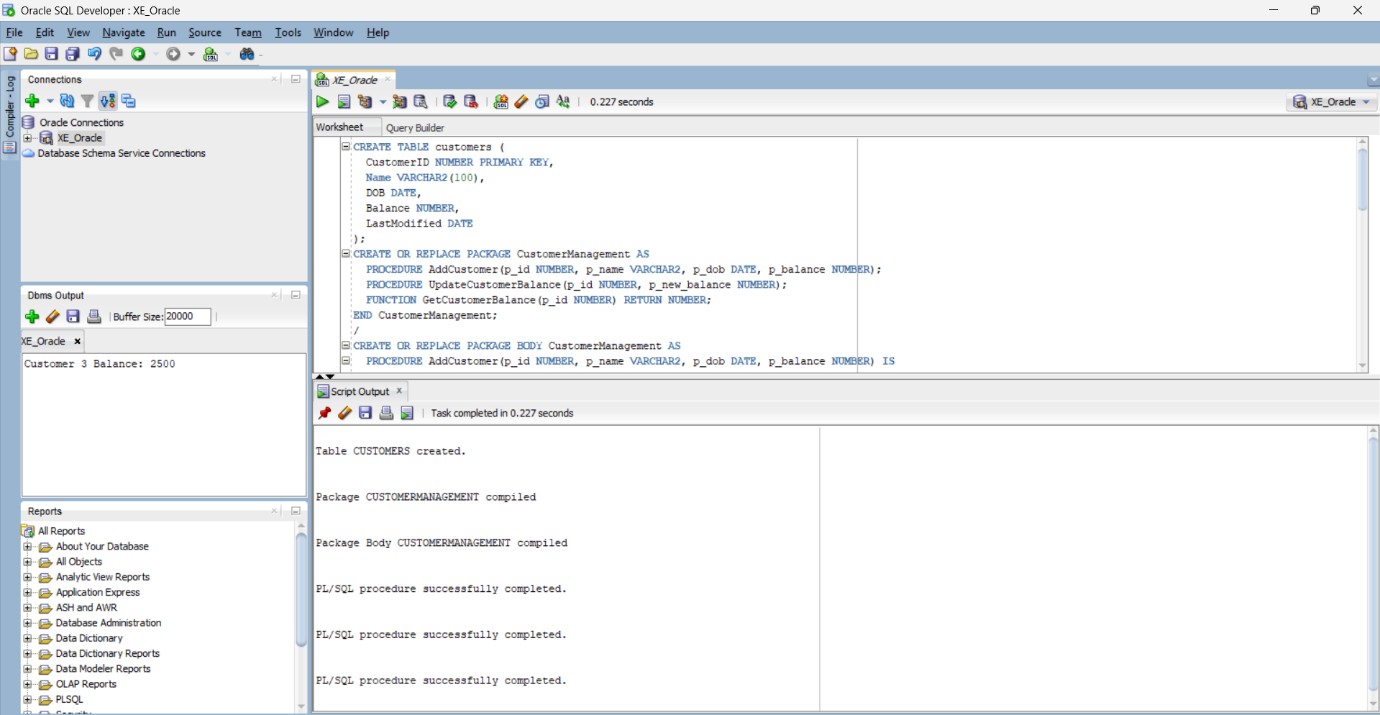 Oracle SQL Developer : XE_Oracle
File Edit View Navigate Run Source Team Tools Window Help
Compiler - Log
Connections
Oracle Connections
XE_Oracle
Database Schema Service Connections
Dbms Output
Buffer Size: 20000
XE_Oracle
Customer 3 Balance: 2500
Reports
All Reports
About Your Database
All Objects
Analytic View Reports
Application Express
ASH and AWR
Database Administration
Data Dictionary
Data Dictionary Reports
Data Modeler Reports
OLAP Reports
PLSQL
Security
XE_Oracle
0.227 seconds
XE_Oracle
Worksheet Query Builder
CREATE TABLE customers (
CustomerID NUMBER PRIMARY KEY,
Name VARCHAR2(100),
DOB DATE,
Balance NUMBER,
LastModified DATE
);
CREATE OR REPLACE PACKAGE CustomerManagement AS
PROCEDURE AddCustomer(p_id NUMBER, p_name VARCHAR2, p_dob DATE, p_balance NUMBER);
PROCEDURE UpdateCustomerBalance(p_id NUMBER, p_new_balance NUMBER);
FUNCTION GetCustomerBalance(p_id NUMBER) RETURN NUMBER;
END CustomerManagement;
/
CREATE OR REPLACE PACKAGE BODY CustomerManagement AS
PROCEDURE AddCustomer(p_id NUMBER, p_name VARCHAR2, p_dob DATE, p_balance NUMBER) IS
Script Output
Task completed in 0.227 seconds
Table CUSTOMERS created.
Package CUSTOMERMANAGEMENT compiled
Package Body CUSTOMERMANAGEMENT compiled
PL/SQL procedure successfully completed.
PL/SQL procedure successfully completed.
PL/SQL procedure successfully completed.